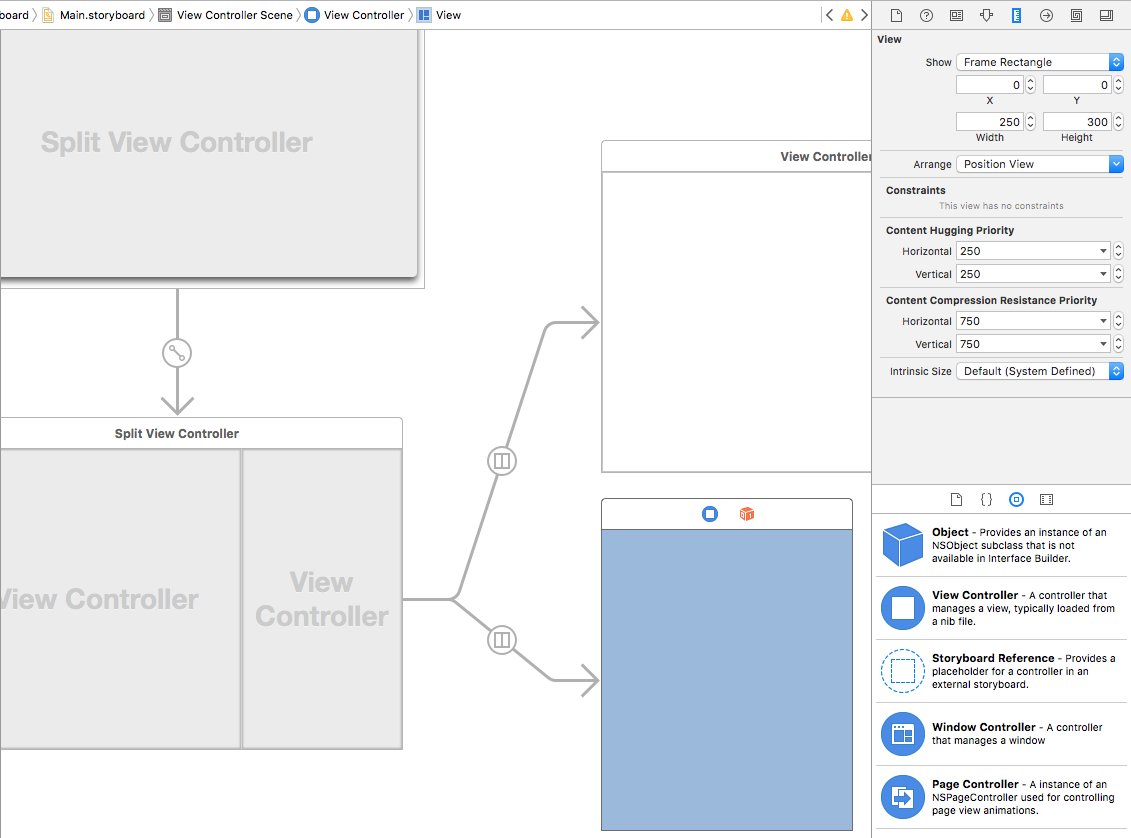 board
Main.storyboard
View Controller Scene
View Controller
View
Split View Controller
View Controller
Split View Controller
View Controller
View
Controller
View
Show
Frame Rectangle
0
0
X
Y
250
300
Width
Height
Arrange
Position View
Constraints
This view has no constraints
Content Hugging Priority
Horizontal
250
Vertical
250
Content Compression Resistance Priority
Horizontal
750
Vertical
750
Intrinsic Size
Default (System Defined)
{}
Object - Provides an instance of an
NSObject subclass that is not
available in Interface Builder.
View Controller - A controller that
manages a view, typically loaded from
a nib file.
Storyboard Reference - Provides a
placeholder for a controller in an
external storyboard.
Window Controller - A controller
that manages a window
Page Controller - A instance of an
NSPageController used for controlling
page view animations.